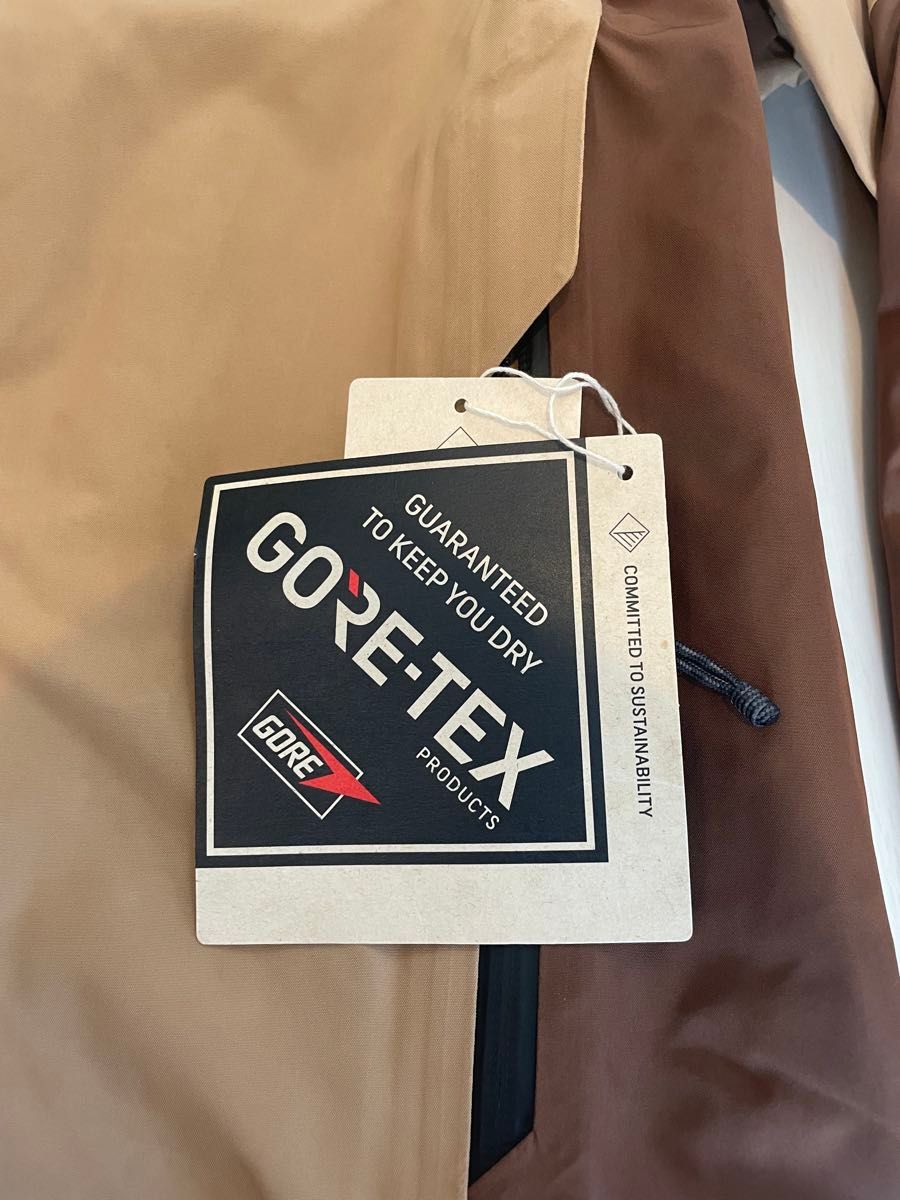 GUARANTEED
TO KEEP YOU DRY
GORE-TEX
PRODUCTS
GORE
COMMITTED TO SUSTAINABILITY